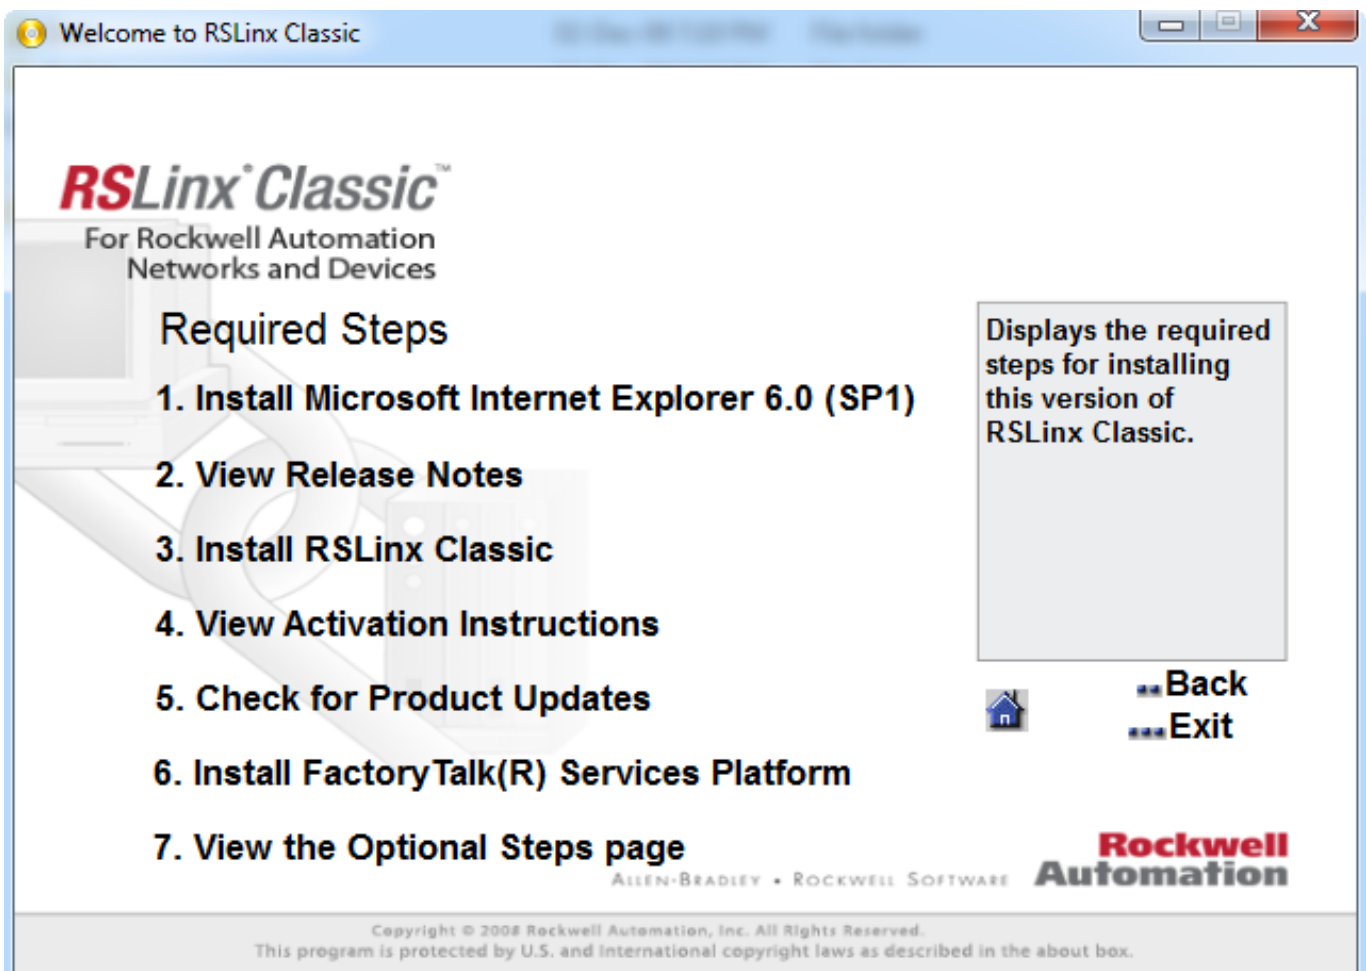 Welcome to RSLinx Classic
RSLinx® Classic™
For Rockwell Automation
Networks and Devices
Required Steps
1. Install Microsoft Internet Explorer 6.0 (SP1)
2. View Release Notes
3. Install RSLinx Classic
4. View Activation Instructions
5. Check for Product Updates
6. Install FactoryTalk(R) Services Platform
7. View the Optional Steps page
Displays the required
steps for installing
this version of
RSLinx Classic.
Back
Exit
Allen-Bradley • Rockwell Software
Rockwell
Automation
Copyright © 2008 Rockwell Automation, Inc. All Rights Reserved.
This program is protected by U.S. and International copyright laws as described in the about box.